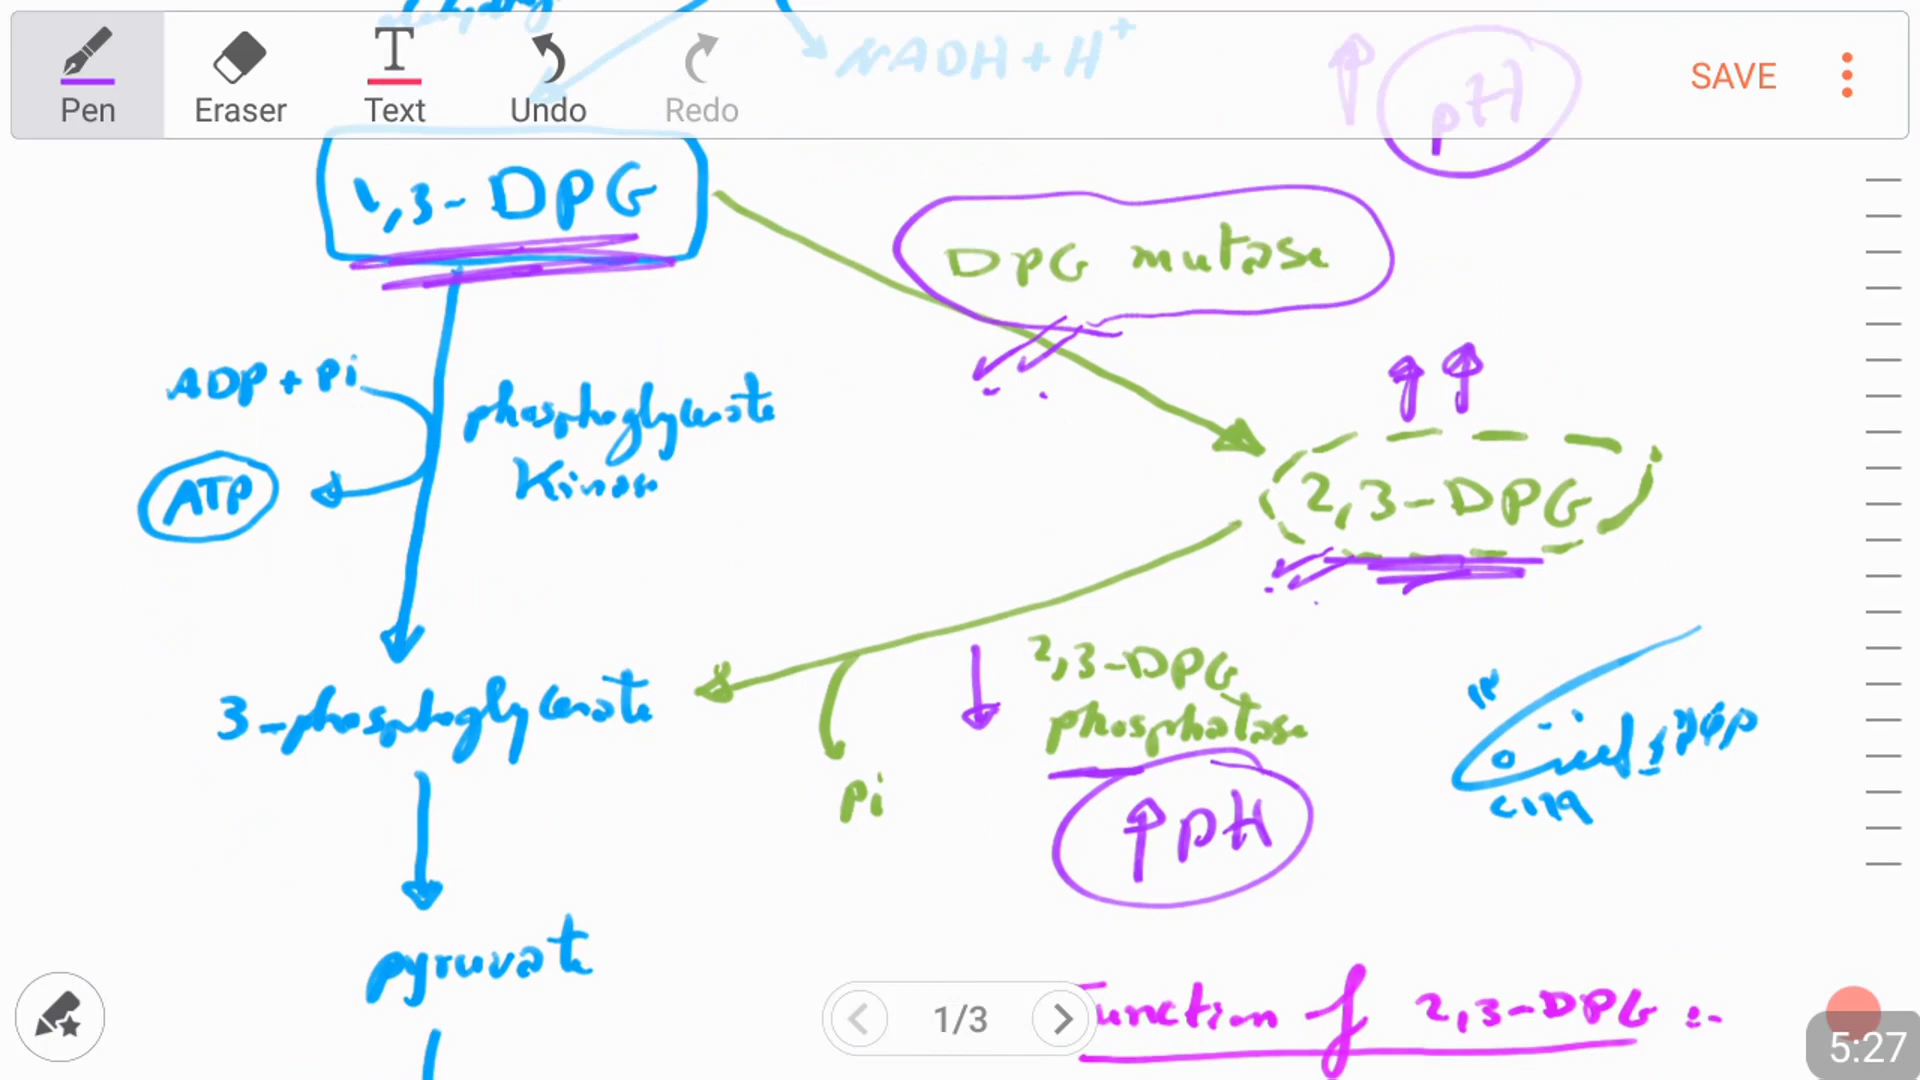 Pen
Eraser
Text
Undo
Redo
SAVE
NADH + H+
↑ pH
1,3-DPG
DPG mutase
ADP + Pi
phosphoglycerate
Kinase
ATP
↑↑
2,3-DPG
3-phosphoglycerate
2,3-DPG
phosphatase
Pi
↑ pH
pyruvate
1/3
Function of 2,3-DPG :-
5:27